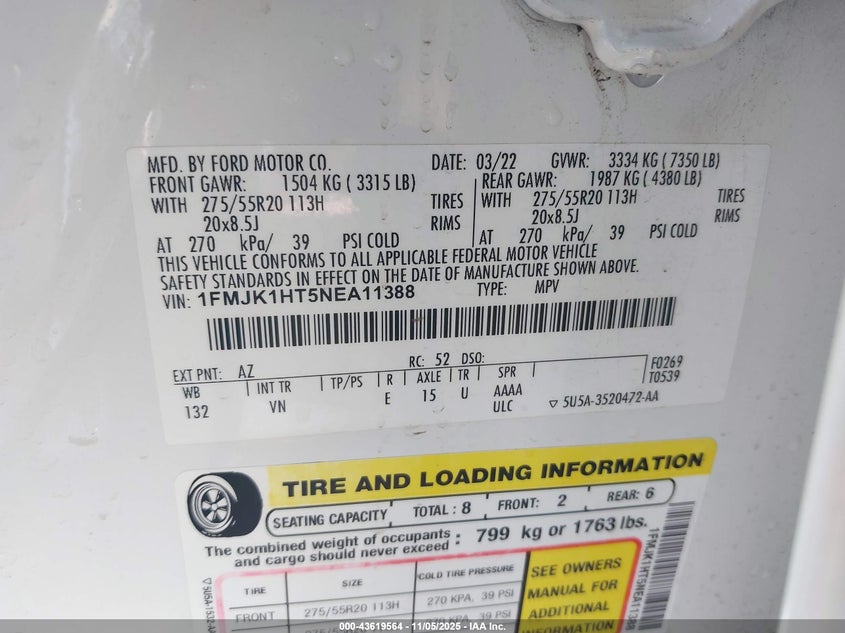 MFD. BY FORD MOTOR CO. DATE: 03/22 GVWR: 3334 KG ( 7350 LB)
FRONT GAWR: 1504 KG ( 3315 LB) REAR GAWR: 1987 KG ( 4380 LB)
WITH 275/55R20 113H TIRES WITH 275/55R20 113H TIRES
20x8.5J RIMS 20x8.5J RIMS
AT 270 kPa/ 39 PSI COLD AT 270 kPa/ 39 PSI COLD
THIS VEHICLE CONFORMS TO ALL APPLICABLE FEDERAL MOTOR VEHICLE
SAFETY STANDARDS IN EFFECT ON THE DATE OF MANUFACTURE SHOWN ABOVE.
VIN: 1FMJK1HT5NEA11388 TYPE: MPV
EXT PNT: AZ RC: 52 DSO: F0269
WB INT TR TP/PS R AXLE TR SPR T0539
132 VN E 15 U AAAA
ULC ▽ 5U5A-3520472-AA
TIRE AND LOADING INFORMATION
SEATING CAPACITY TOTAL : 8 FRONT: 2 REAR: 6
The combined weight of occupants
and cargo should never exceed : 799 kg or 1763 lbs.
TIRE SIZE COLD TIRE PRESSURE
FRONT 275/55R20 113H 270 KPA, 39 PSI
SEE OWNERS
MANUAL FOR
ADDITIONAL
INFORMATION
1FMJK1HT5NEA11388
© 43619564 - 11/05/2025 - IAA Inc.